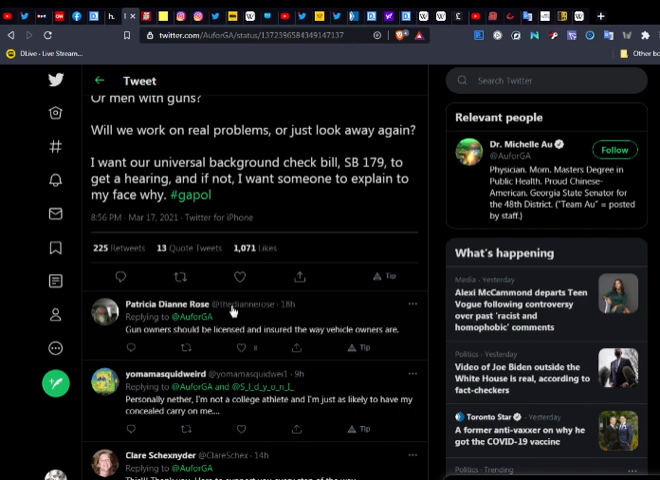 twitter.com/AuforGA/status/1372396584349147137
DLive - Live Stream...
Other bo
Tweet
Or men with guns?
Will we work on real problems, or just look away again?
I want our universal background check bill, SB 179, to
get a hearing, and if not, I want someone to explain to
my face why. #gapol
8:56 PM · Mar 17, 2021 · Twitter for iPhone
225 Retweets 13 Quote Tweets 1,071 Likes
Tip
Patricia Dianne Rose @thediannerose · 18h
Replying to @AuforGA
Gun owners should be licensed and insured the way vehicle owners are.
8
Tip
yomamasquidweird @yomamasquidwei1 · 9h
Replying to @AuforGA and @S_l_d_y_o_n_l_
Personally nether, I'm not a college athlete and I'm just as likely to have my
concealed carry on me....
Tip
Clare Schexnyder @ClareSchex · 14h
Replying to @AuforGA
Search Twitter
Relevant people
Dr. Michelle Au
@AuforGA
Follow
Physician. Mom. Masters Degree in
Public Health. Proud Chinese-
American. Georgia State Senator for
the 48th District. ("Team Au" = posted
by staff.)
What's happening
Media · Yesterday
Alexi McCammond departs Teen
Vogue following controversy
over past 'racist and
homophobic' comments
Politics · Yesterday
Video of Joe Biden outside the
White House is real, according to
fact-checkers
Toronto Star · Yesterday
A former anti-vaxxer on why he
got the COVID-19 vaccine
Politics · Trending